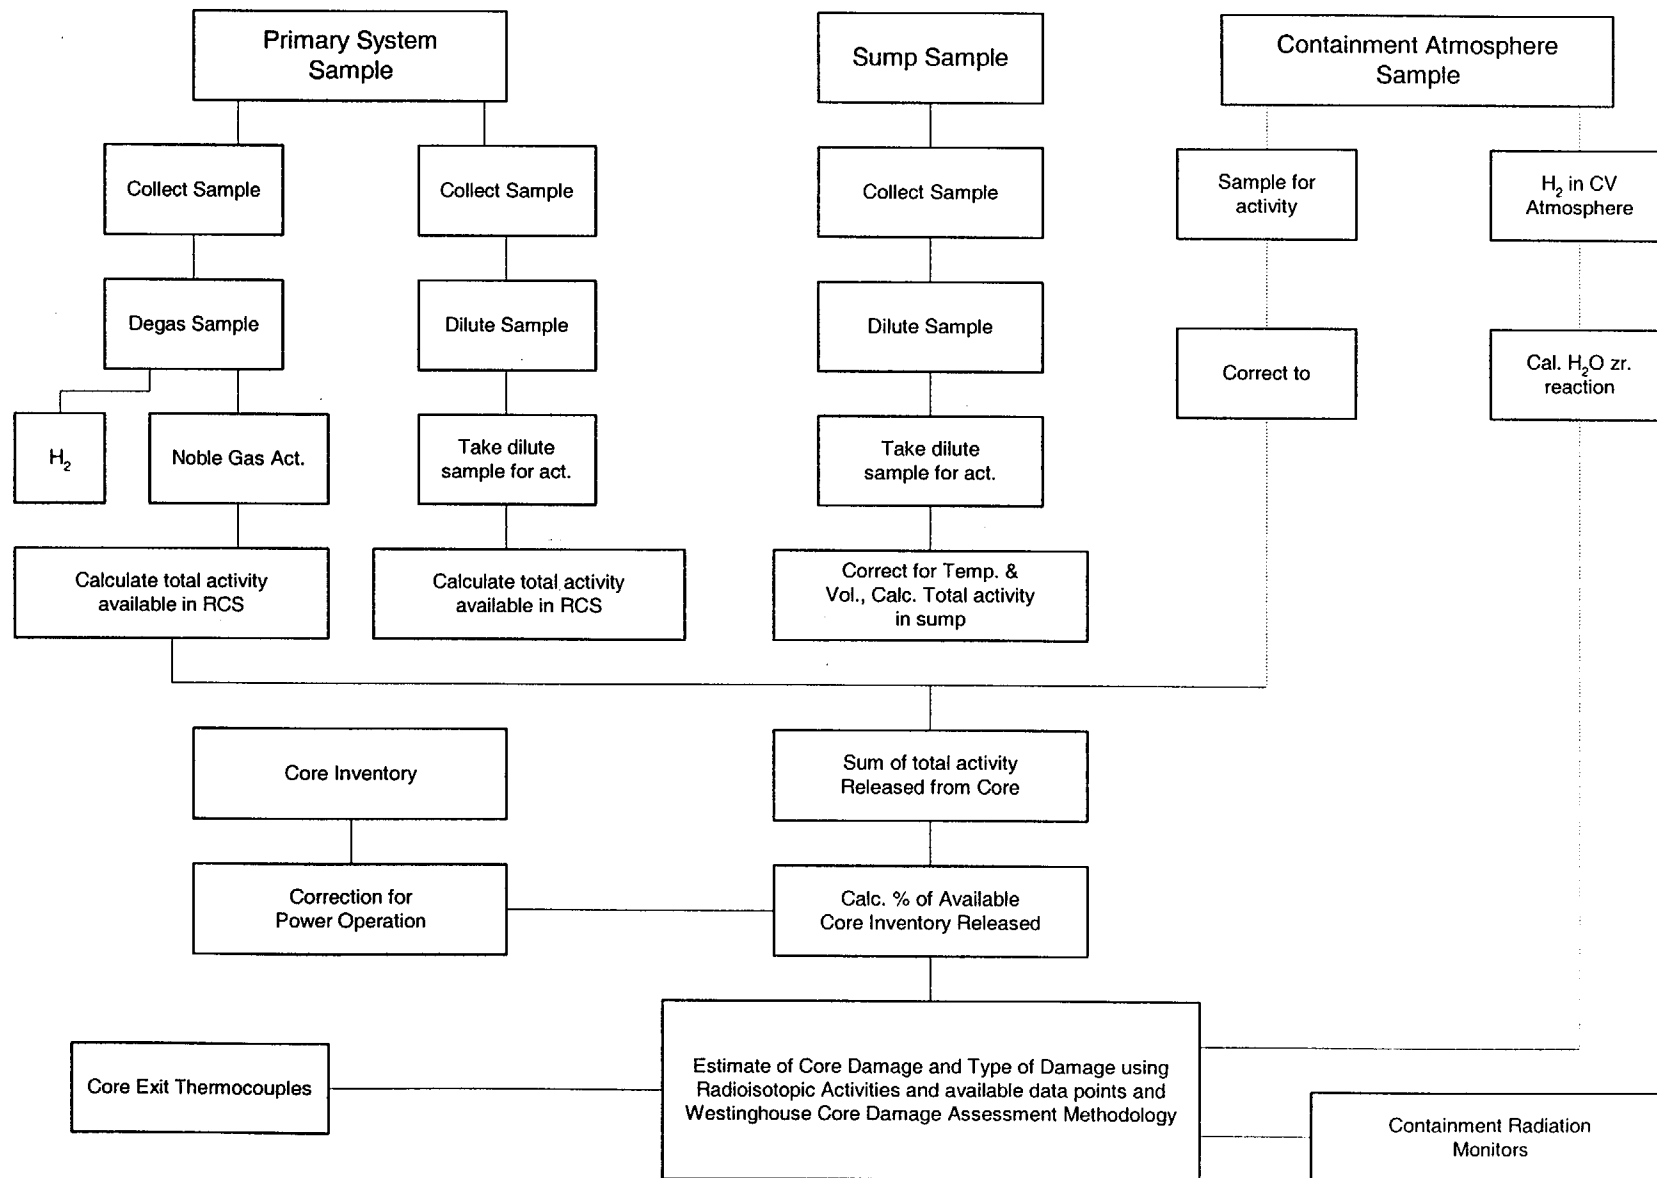 Primary System
Sample
Sump Sample
Containment Atmosphere
Sample
Collect Sample
Collect Sample
Collect Sample
Sample for
activity
H2 in CV
Atmosphere
Degas Sample
Dilute Sample
Dilute Sample
Correct to
Cal. H2O zr.
reaction
H2
Noble Gas Act.
Take dilute
sample for act.
Take dilute
sample for act.
Calculate total activity
available in RCS
Calculate total activity
available in RCS
Correct for Temp. &
Vol., Calc. Total activity
in sump
Core Inventory
Sum of total activity
Released from Core
Correction for
Power Operation
Calc. % of Available
Core Inventory Released
Core Exit Thermocouples
Estimate of Core Damage and Type of Damage using
Radioisotopic Activities and available data points and
Westinghouse Core Damage Assessment Methodology
Containment Radiation
Monitors